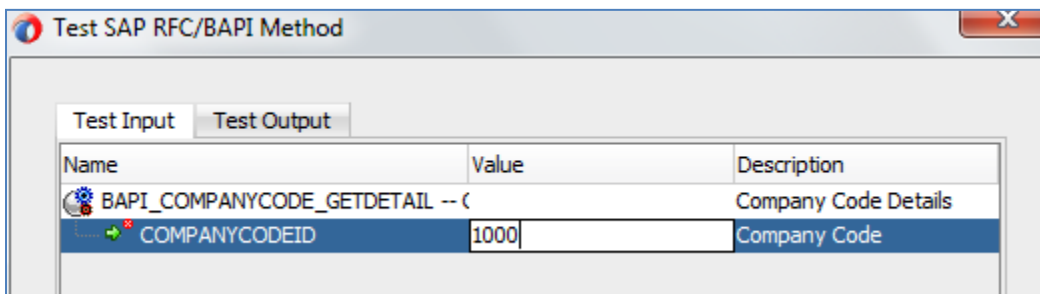 Test SAP RFC/BAPI Method
Test Input Test Output
Name Value Description
BAPI_COMPANYCODE_GETDETAIL -- Company Code Details
COMPANYCODEID 1000 Company Code